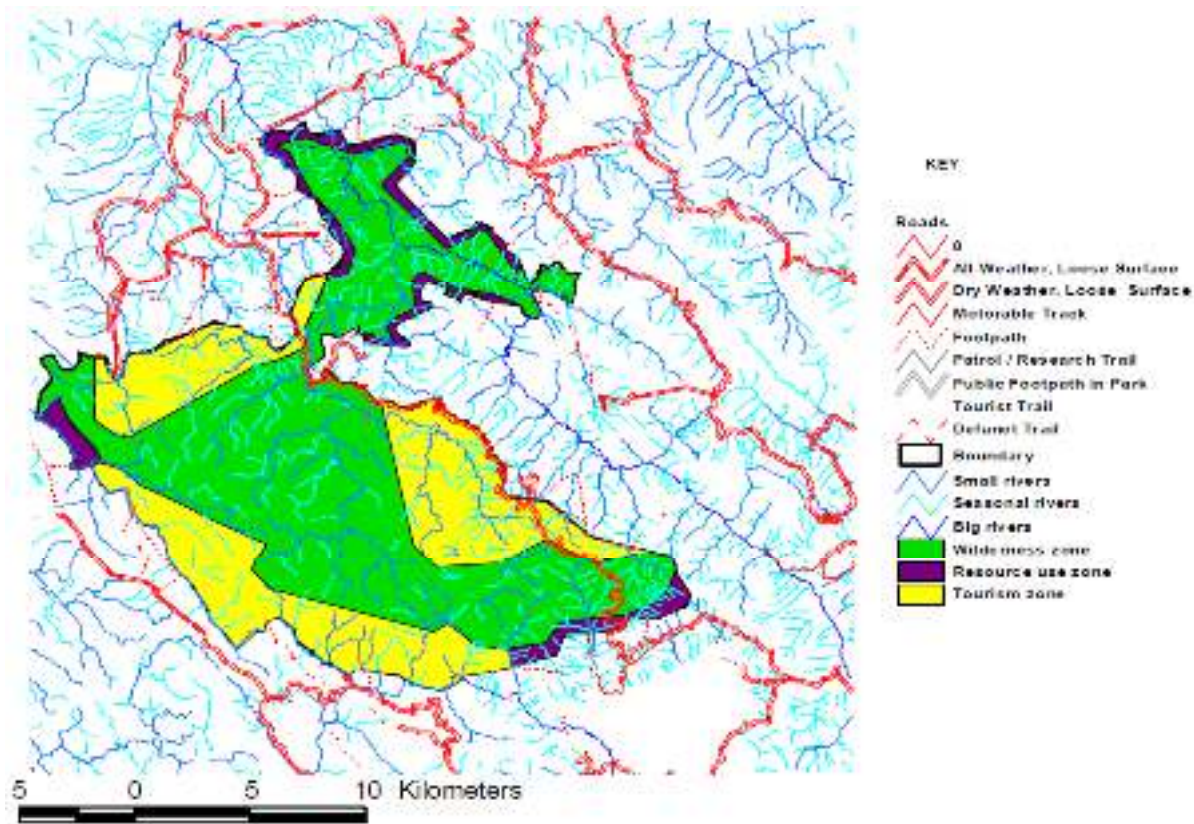 KEY
Roads
0
All Weather, Loose Surface
Dry Weather, Loose Surface
Motorable Track
Footpath
Patrol / Research Trail
Public Footpath in Park
Tourist Trail
Defunct Trail
Boundary
Small rivers
Seasonal rivers
Big rivers
Wilderness zone
Resource use zone
Tourism zone
5 0 5 10 Kilometers